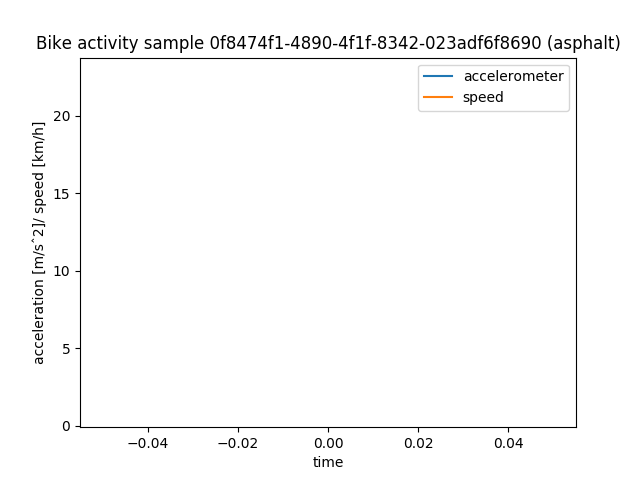 Bike activity sample 0f8474f1-4890-4f1f-8342-023adf6f8690 (asphalt)
accelerometer
speed
acceleration [m/sˆ2]/ speed [km/h]
20
15
10
5
0
−0.04 −0.02 0.00 0.02 0.04
time